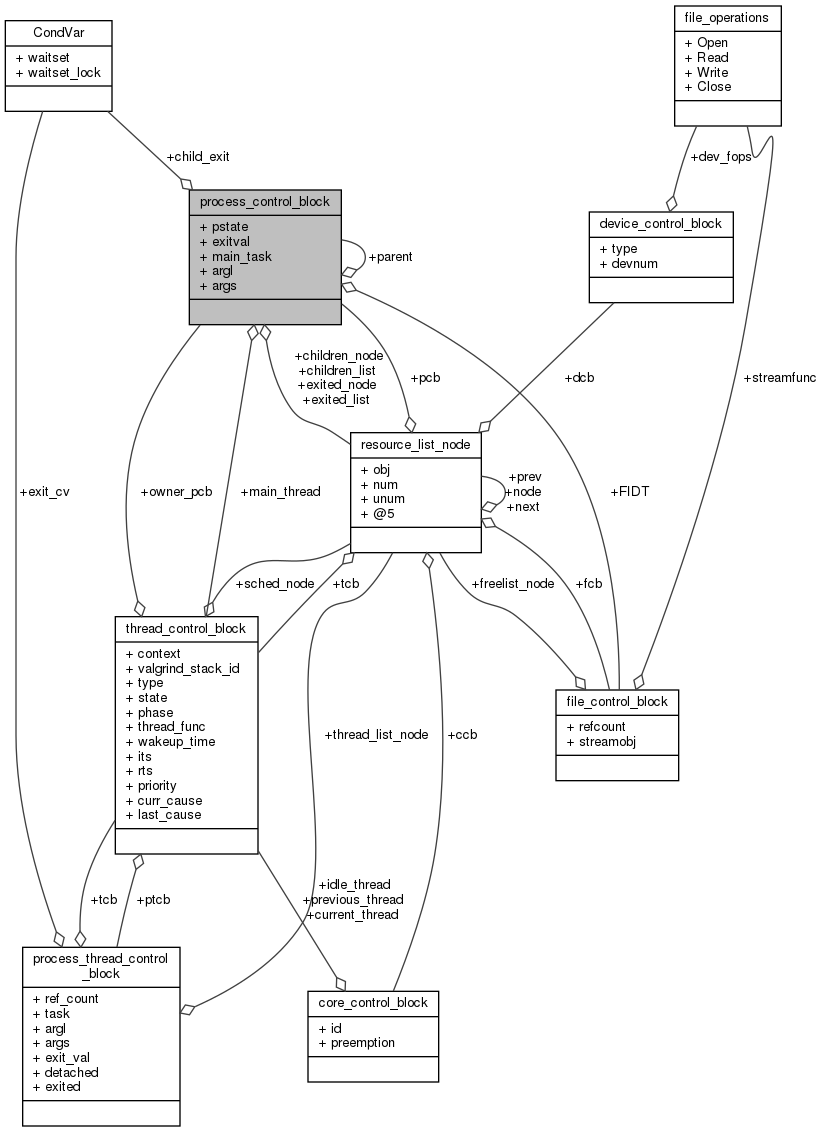 file_operations
+ Open
+ Read
+ Write
+ Close
CondVar
+ waitset
+ waitset_lock
+child_exit
+dev_fops
process_control_block
+ pstate
+ exitval
+ main_task
+ argl
+ args
+parent
device_control_block
+ type
+ devnum
+children_node
+children_list
+exited_node
+exited_list
+pcb
+dcb
+streamfunc
resource_list_node
+ obj
+ num
+ unum
+ @5
+prev
+node
+next
+exit_cv
+owner_pcb
+main_thread
+FIDT
+sched_node
+tcb
+freelist_node
+fcb
thread_control_block
+ context
+ valgrind_stack_id
+ type
+ state
+ phase
+ thread_func
+ wakeup_time
+ its
+ rts
+ priority
+ curr_cause
+ last_cause
+thread_list_node
+ccb
file_control_block
+ refcount
+ streamobj
+tcb
+ptcb
+idle_thread
+previous_thread
+current_thread
process_thread_control
_block
+ ref_count
+ task
+ argl
+ args
+ exit_val
+ detached
+ exited
core_control_block
+ id
+ preemption